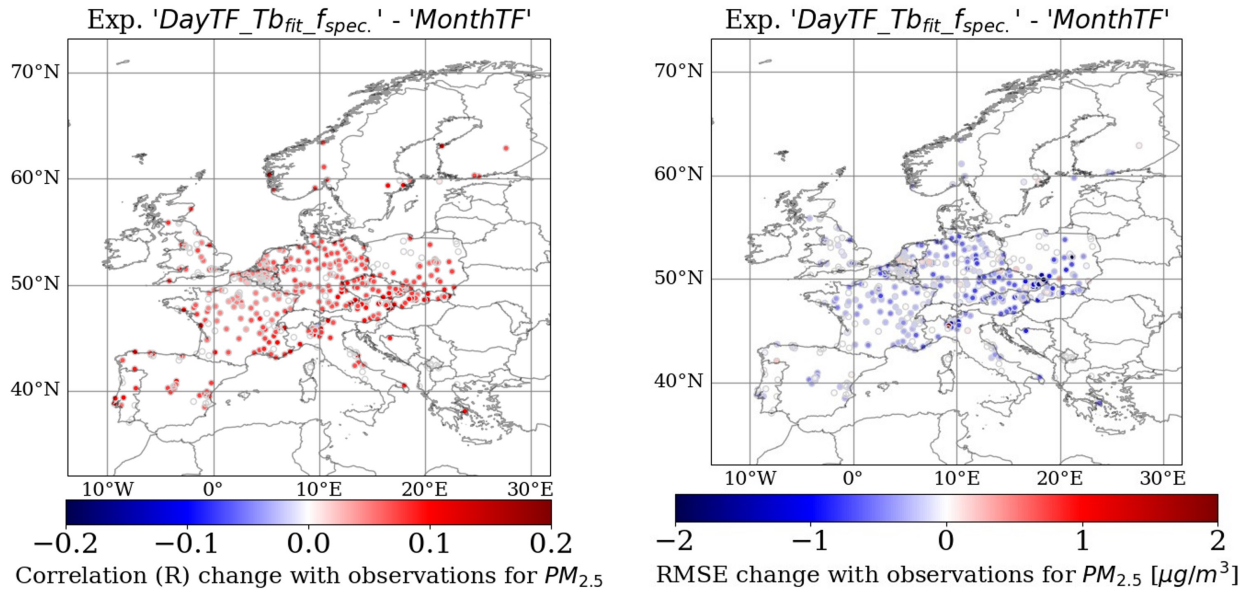 Exp. 'DayTF_Tb_fit_f_spec.' - 'MonthTF'
70°N
60°N
50°N
40°N
10°W 0° 10°E 20°E 30°E
−0.2 −0.1 0.0 0.1 0.2
Correlation (R) change with observations for PM2.5
Exp. 'DayTF_Tb_fit_f_spec.' - 'MonthTF'
70°N
60°N
50°N
40°N
10°W 0° 10°E 20°E 30°E
−2 −1 0 1 2
RMSE change with observations for PM2.5 [μg/m³]